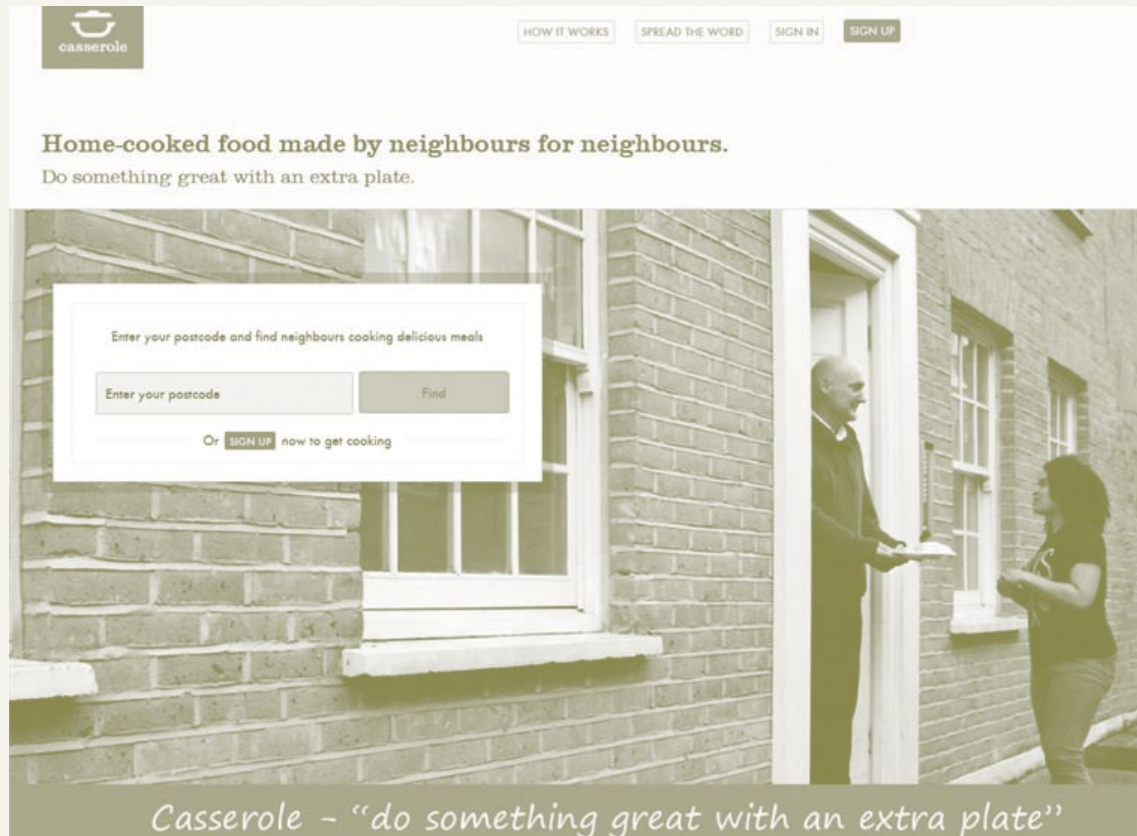 casserole
HOW IT WORKS
SPREAD THE WORD
SIGN IN
SIGN UP
Home-cooked food made by neighbours for neighbours.
Do something great with an extra plate.
Enter your postcode and find neighbours cooking delicious meals
Enter your postcode
Find
Or SIGN UP now to get cooking
Casserole - “do something great with an extra plate”